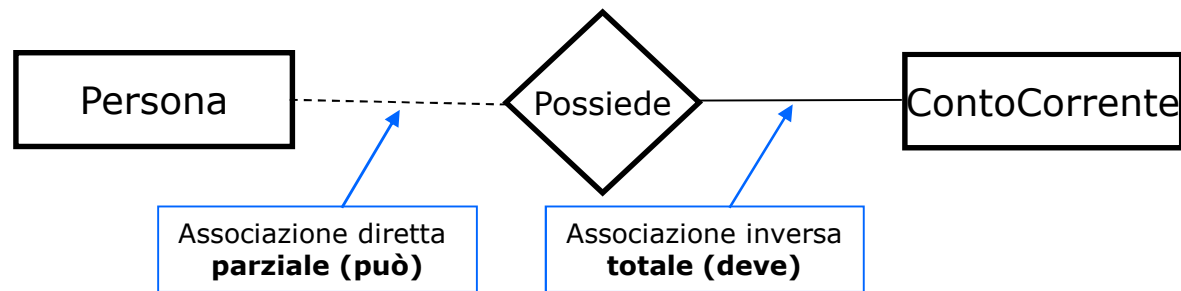 Persona
Possiede
ContoCorrente
Associazione diretta
parziale (può)
Associazione inversa
totale (deve)